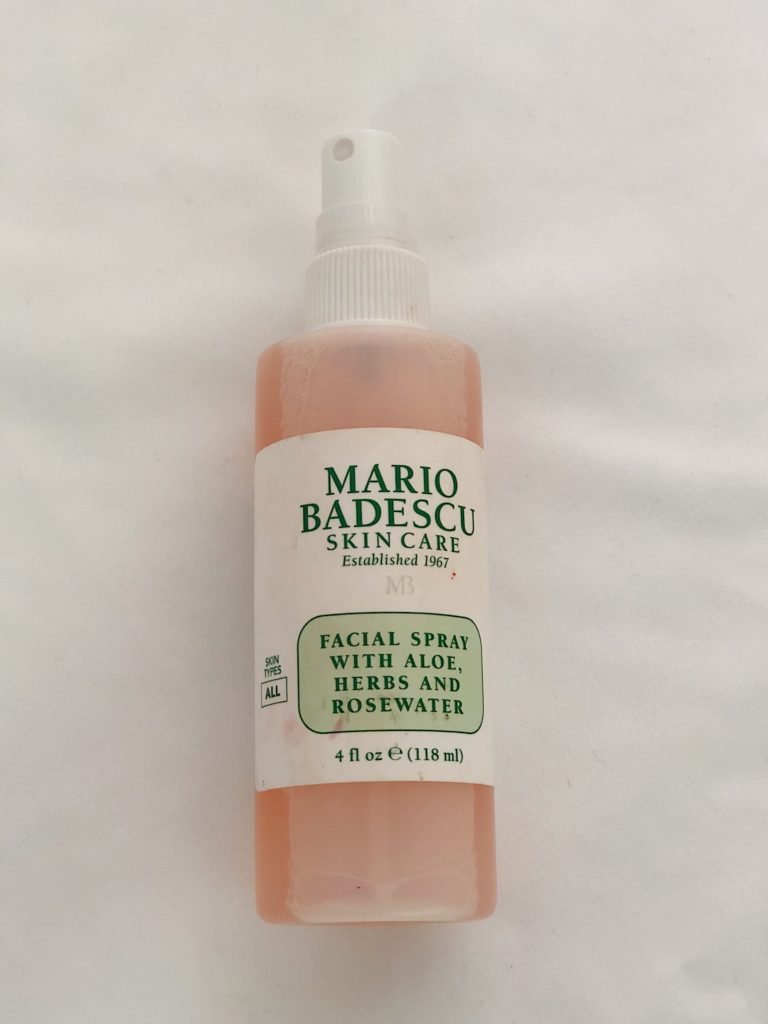 MARIO
BADESCU
SKIN CARE
Established 1967
MB
SKIN
TYPES
ALL
FACIAL SPRAY
WITH ALOE,
HERBS AND
ROSEWATER
4 fl oz ℮ (118 ml)